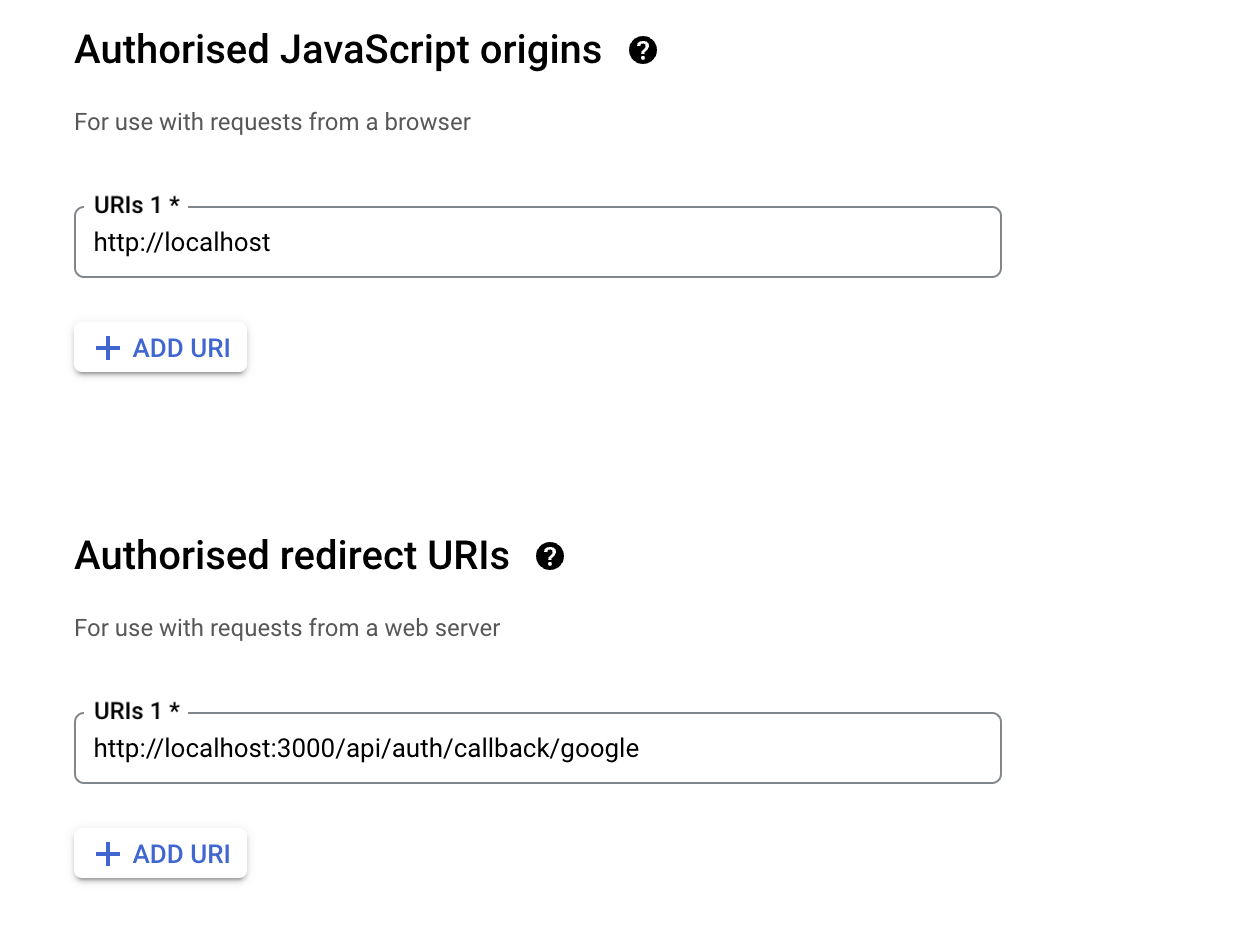 Authorised JavaScript origins
For use with requests from a browser
URIs 1 *
http://localhost
ADD URI
Authorised redirect URIs
For use with requests from a web server
URIs 1 *
http://localhost:3000/api/auth/callback/google
ADD URI